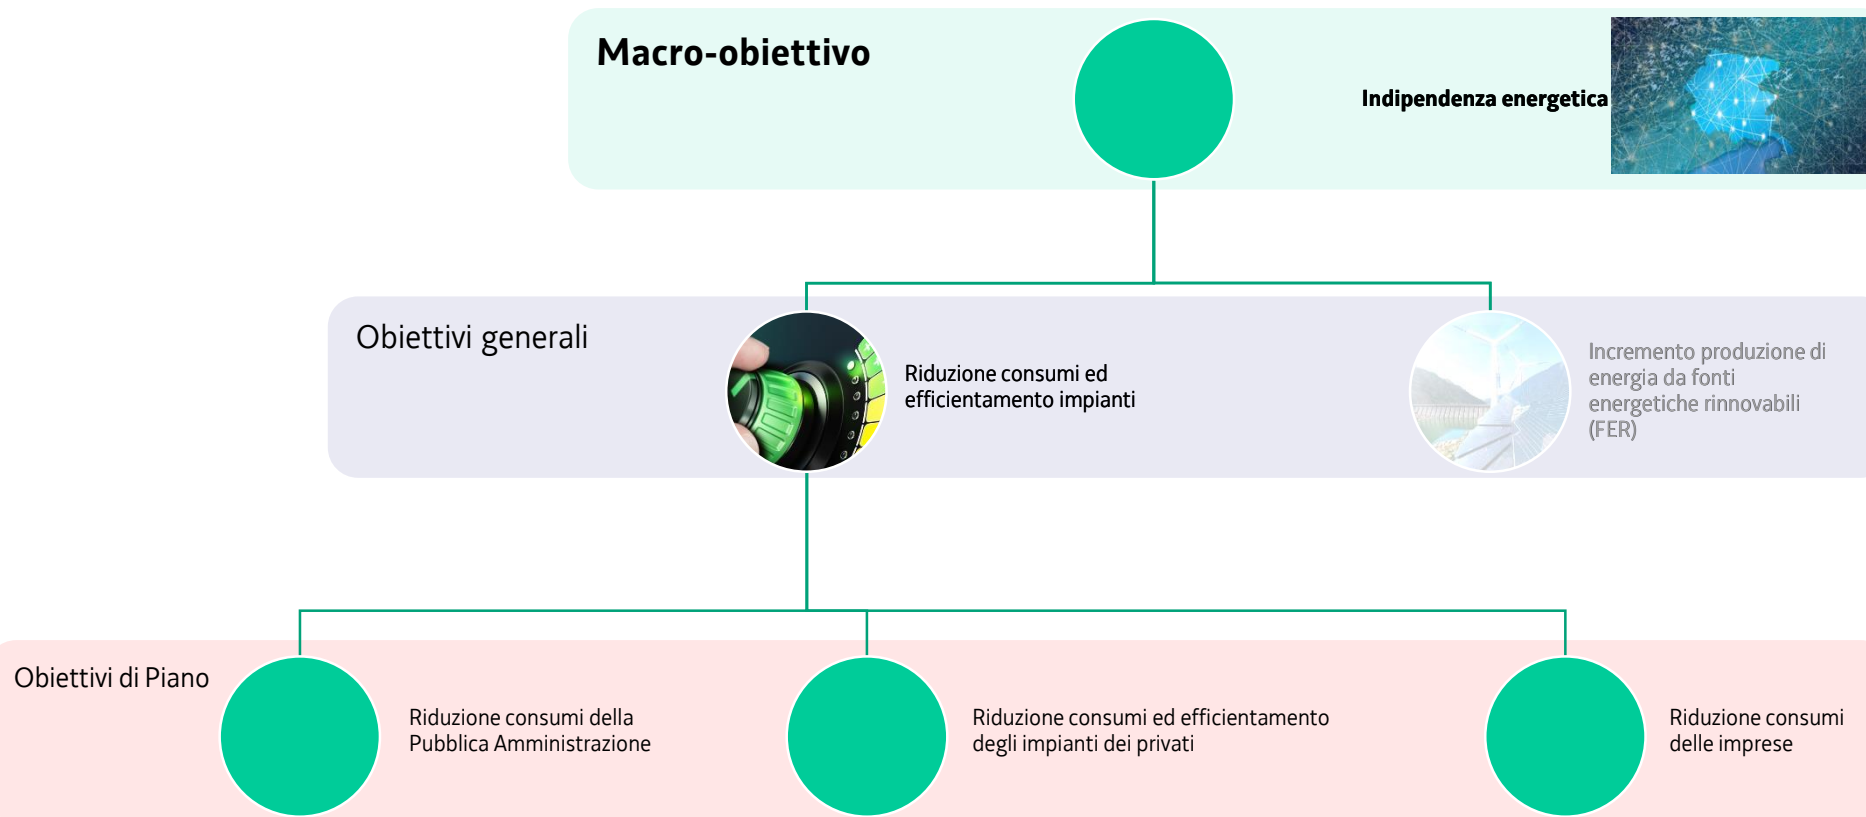 Macro-obiettivo
Indipendenza energetica
Obiettivi generali
Riduzione consumi ed
efficientamento impianti
Incremento produzione di
energia da fonti
energetiche rinnovabili
(FER)
Obiettivi di Piano
Riduzione consumi della
Pubblica Amministrazione
Riduzione consumi ed efficientamento
degli impianti dei privati
Riduzione consumi
delle imprese